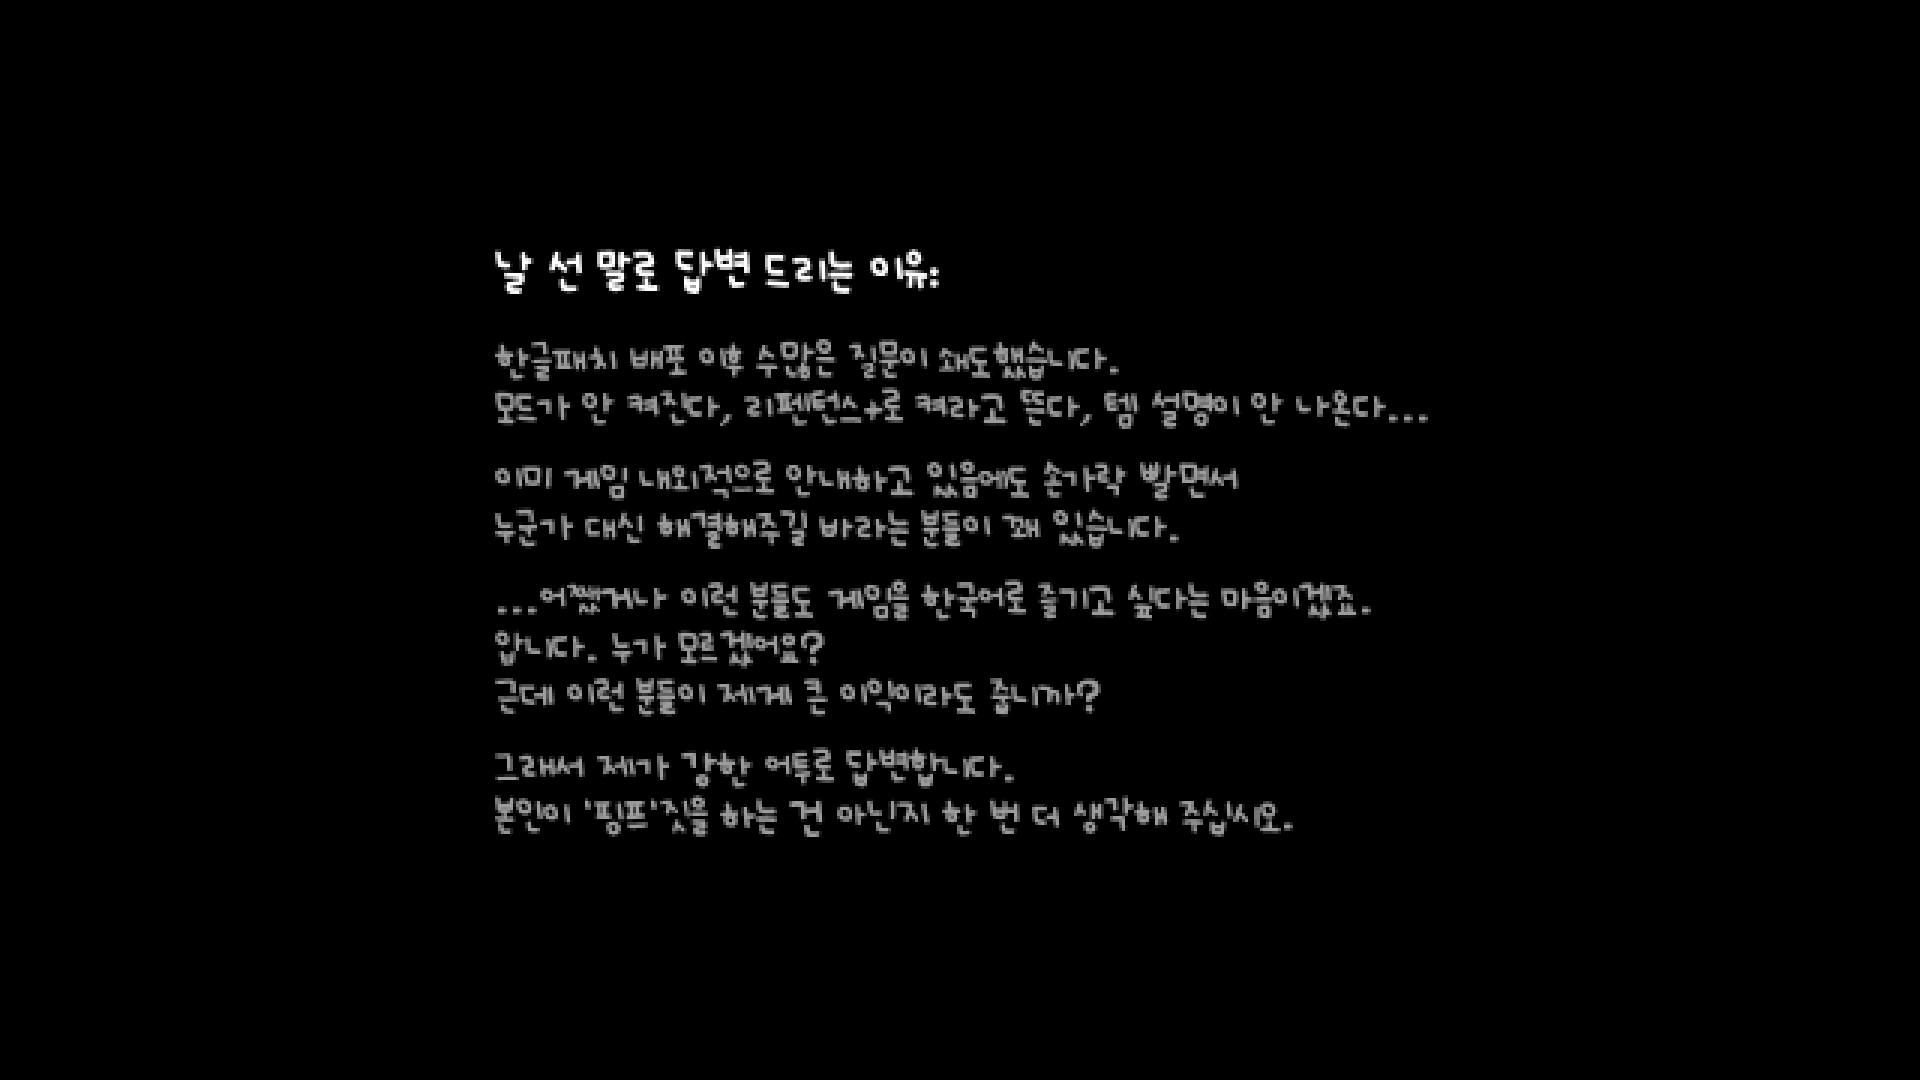 날 선 말로 답변 드리는 이유:
한글패치 배포 이후 수많은 질문이 쇄도했습니다.
모드가 안 켜진다, 리펜턴스+로 켜라고 뜬다, 템 설명이 안 나온다...
이미 게임 내외적으로 안내하고 있음에도 손가락 빨면서
누군가 대신 해결해주길 바라는 분들이 꽤 있습니다.
...어쨌거나 이런 분들도 게임을 한국어로 즐기고 싶다는 마음이겠죠.
압니다. 누가 모르겠어요?
근데 이런 분들이 제게 큰 이익이라도 줍니까?
그래서 제가 강한 어투로 답변합니다.
본인이 '핑프'짓을 하는 건 아닌지 한 번 더 생각해 주십시오.